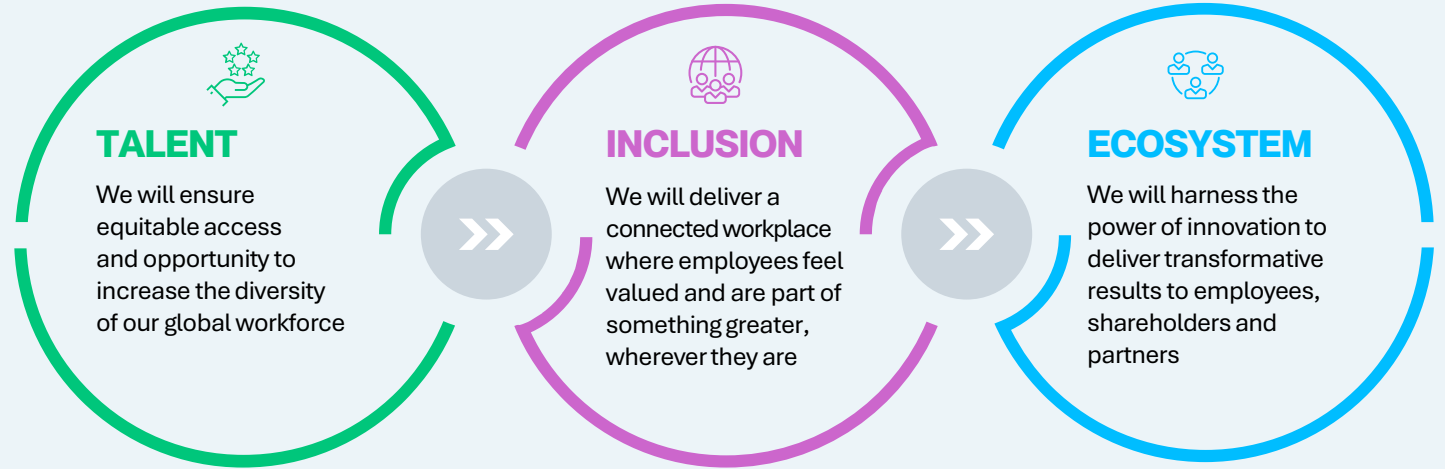 TALENT
We will ensure
equitable access
and opportunity to
increase the diversity
of our global workforce
INCLUSION
We will deliver a
connected workplace
where employees feel
valued and are part of
something greater,
wherever they are
ECOSYSTEM
We will harness the
power of innovation to
deliver transformative
results to employees,
shareholders and
partners